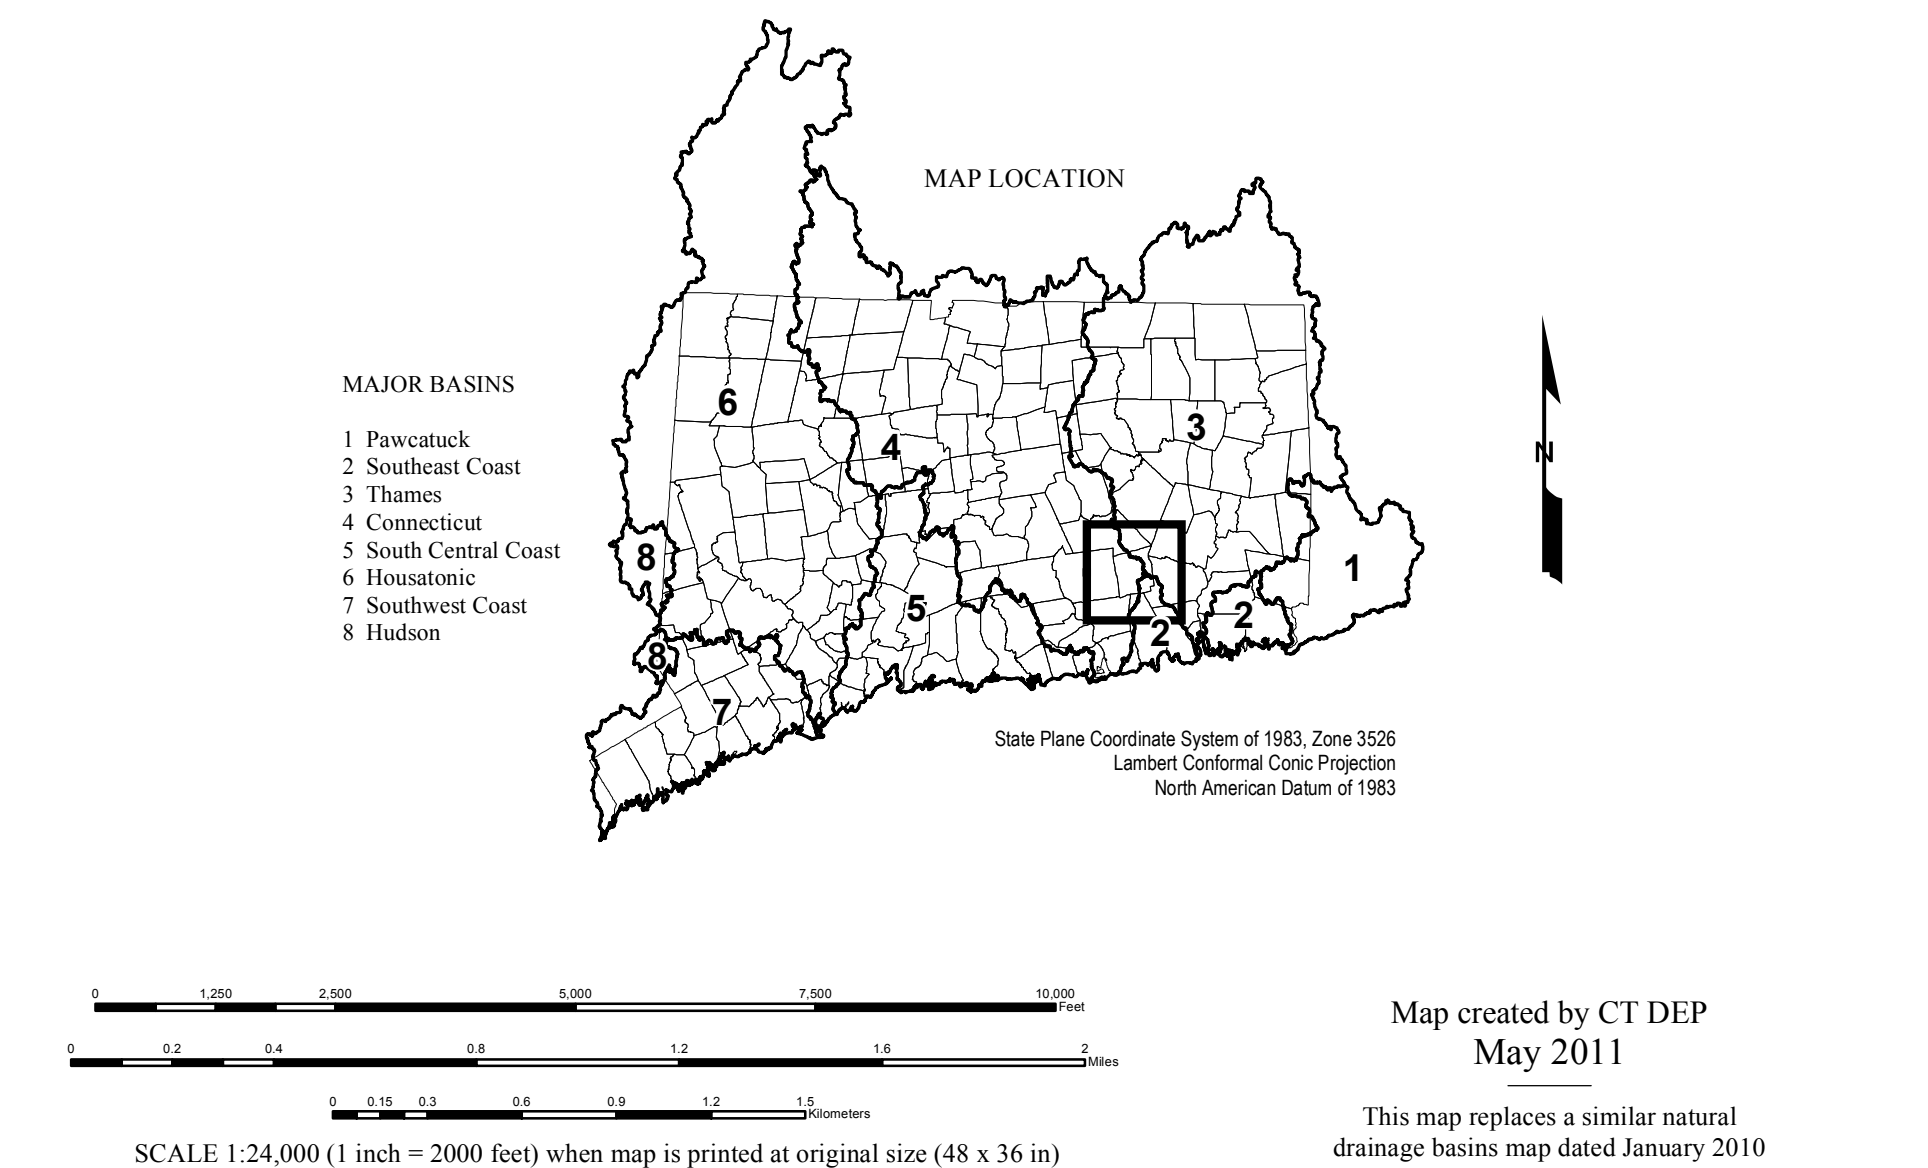 MAP LOCATION
MAJOR BASINS
1 Pawcatuck
2 Southeast Coast
3 Thames
4 Connecticut
5 South Central Coast
6 Housatonic
7 Southwest Coast
8 Hudson
6
4
3
8
5
1
2
2
8
7
N
State Plane Coordinate System of 1983, Zone 3526
Lambert Conformal Conic Projection
North American Datum of 1983
0 1,250 2,500 5,000 7,500 10,000
Feet
0 0.2 0.4 0.8 1.2 1.6 2
Miles
0 0.15 0.3 0.6 0.9 1.2 1.5
Kilometers
SCALE 1:24,000 (1 inch = 2000 feet) when map is printed at original size (48 x 36 in)
Map created by CT DEP
May 2011
This map replaces a similar natural
drainage basins map dated January 2010